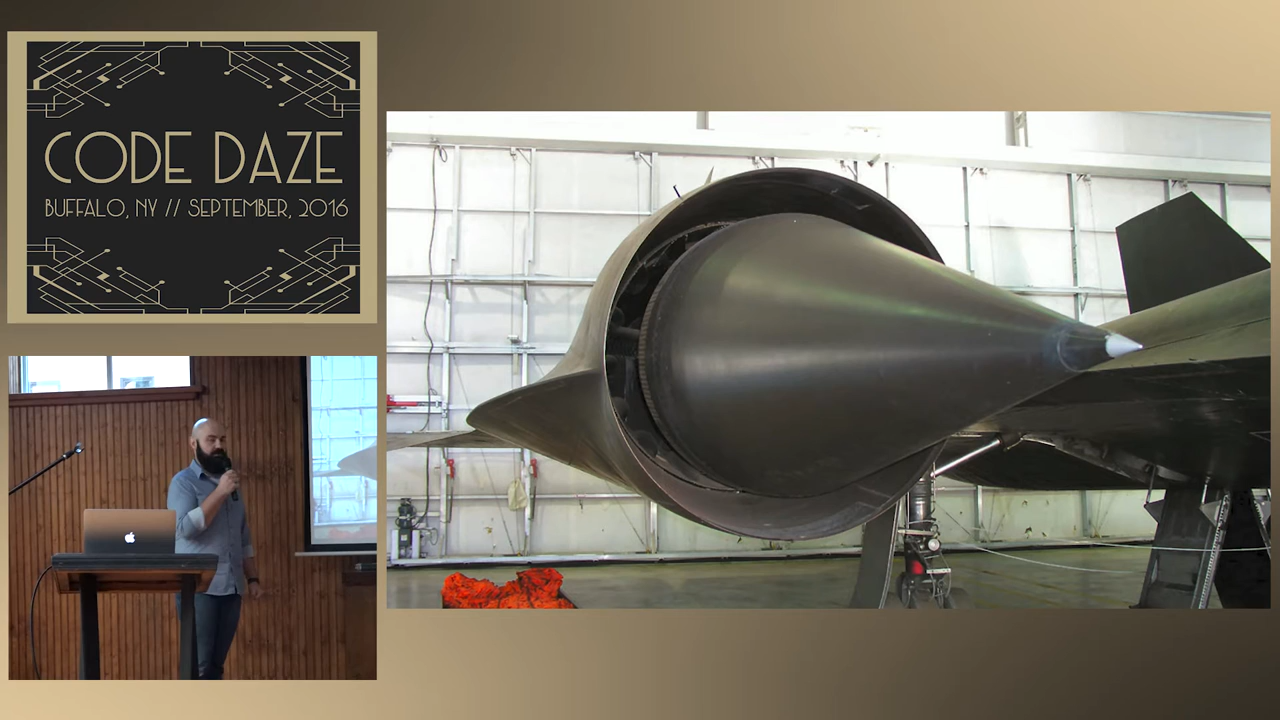 CODE DAZE
BUFFALO, NY // SEPTEMBER, 2016